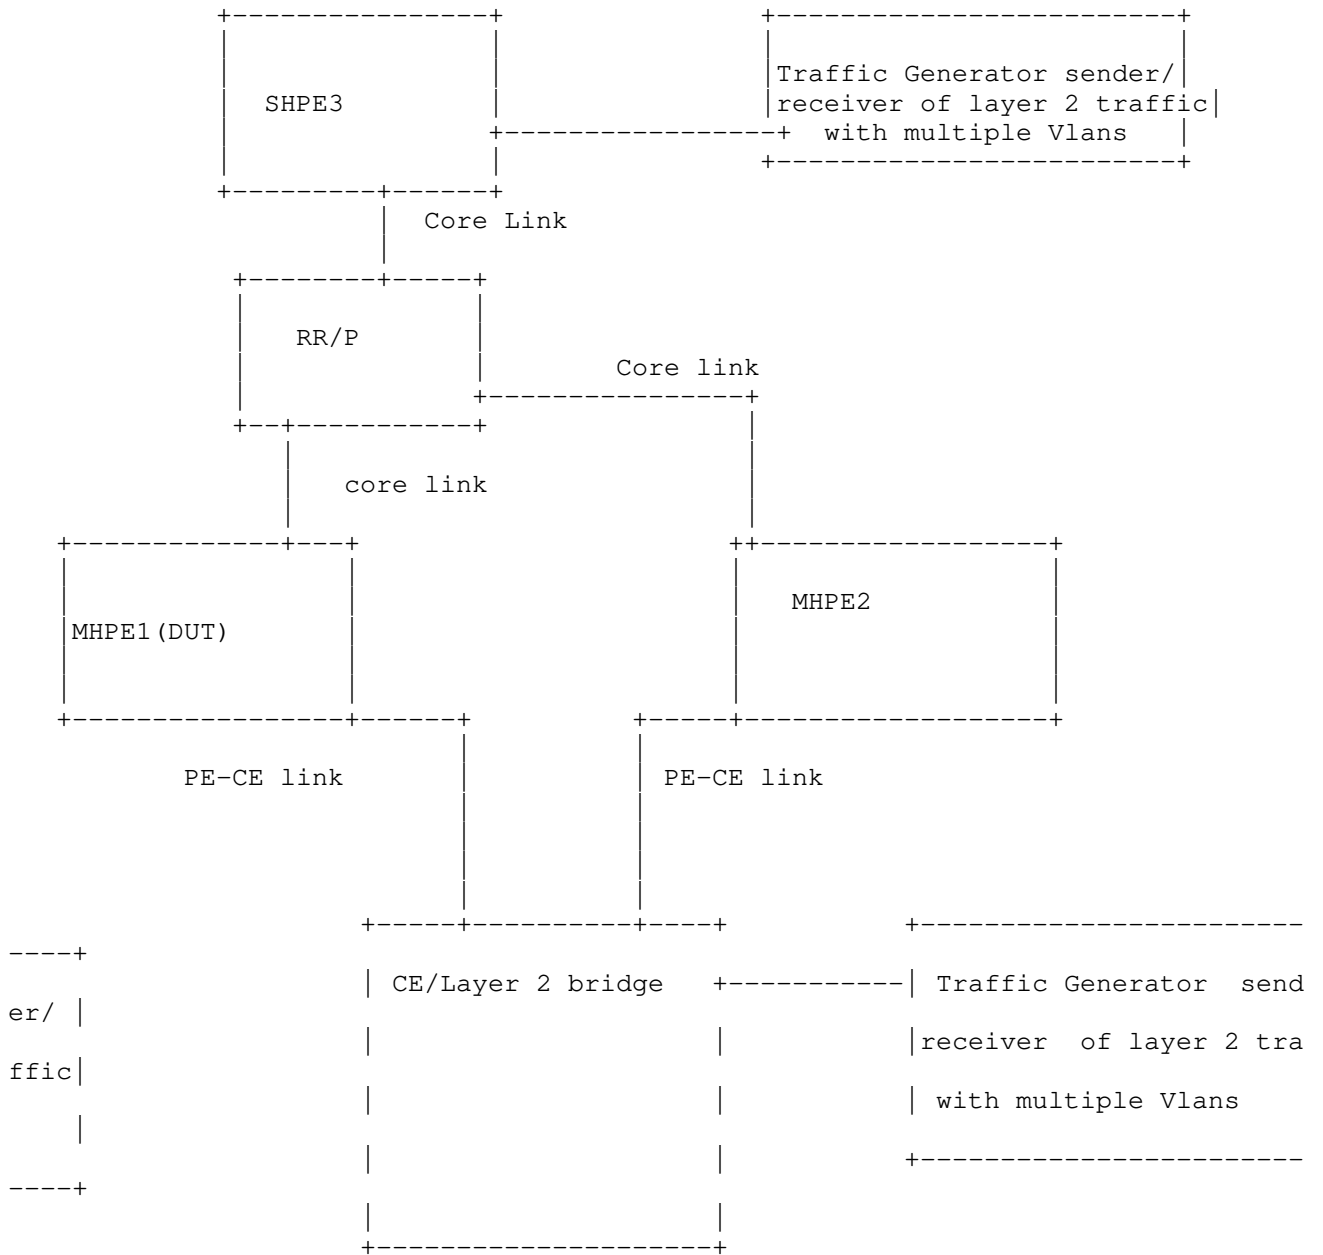 SHPE3
Traffic Generator sender/
receiver of layer 2 traffic
with multiple Vlans
Core Link
RR/P
Core link
core link
MHPE1(DUT)
MHPE2
PE-CE link
PE-CE link
CE/Layer 2 bridge
Traffic Generator  send
er/
receiver  of layer 2 tra
ffic
with multiple Vlans